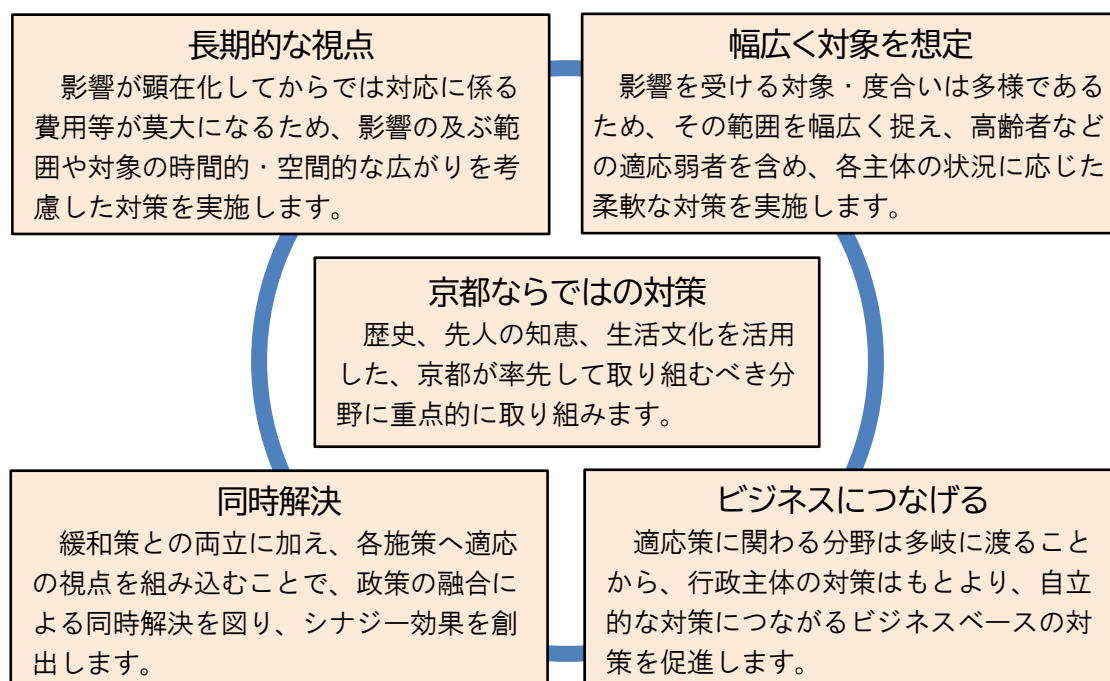 長期的な視点
影響が顕在化してからでは対応に係る
費用等が莫大になるため、影響の及ぶ範
囲や対象の時間的・空間的な広がりを考
慮した対策を実施します。
幅広く対象を想定
影響を受ける対象・度合いは多様である
ため、その範囲を幅広く捉え、高齢者など
の適応弱者を含め、各主体の状況に応じた
柔軟な対策を実施します。
京都ならではの対策
歴史、先人の知恵、生活文化を活用
した、京都が率先して取り組むべき分
野に重点的に取り組みます。
同時解決
緩和策との両立に加え、各施策へ適応
の視点を組み込むことで、政策の融合に
よる同時解決を図り、シナジー効果を創
出します。
ビジネスにつなげる
適応策に関わる分野は多岐に渡ること
から、行政主体の対策はもとより、自立
的な対策につながるビジネスベースの対
策を促進します。